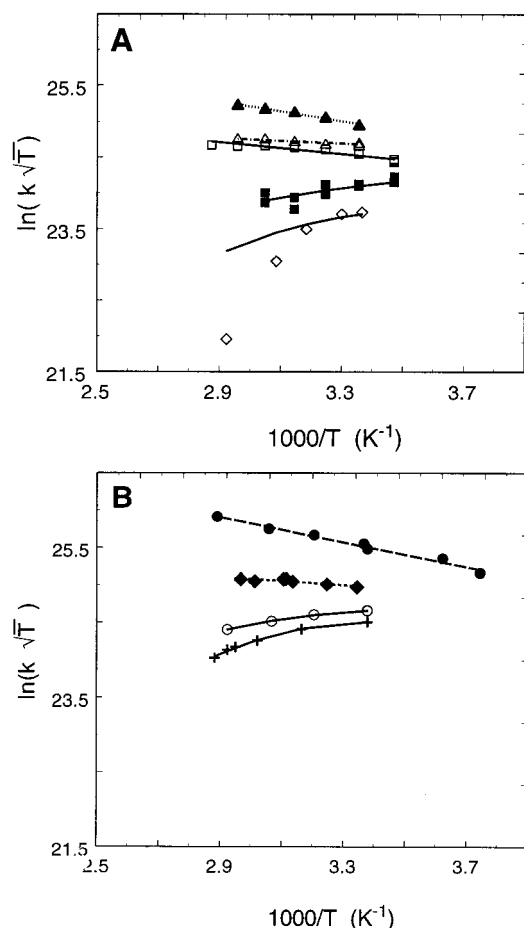 A
25.5
23.5
21.5
ln( k √T̅ )
2.5
2.9
3.3
3.7
1000/T (K⁻¹)
B
25.5
23.5
21.5
ln(k √T̅ )
2.5
2.9
3.3
3.7
1000/T (K⁻¹)